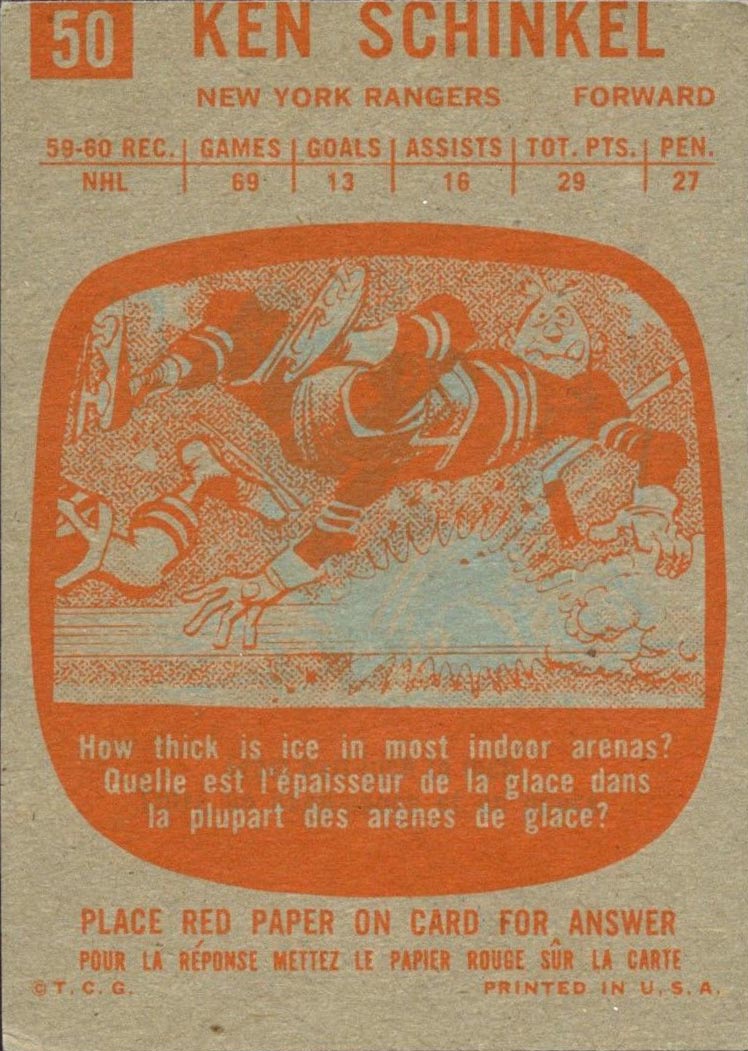 50
KEN SCHINKEL
NEW YORK RANGERS FORWARD
59-60 REC. GAMES GOALS ASSISTS TOT. PTS. PEN.
NHL 69 13 16 29 27
How thick is ice in most indoor arenas?
Quelle est l'épaisseur de la glace dans
la plupart des arènes de glace?
PLACE RED PAPER ON CARD FOR ANSWER
POUR LA RÉPONSE METTEZ LE PAPIER ROUGE SÛR LA CARTE
© T. C. G. PRINTED IN U. S. A.